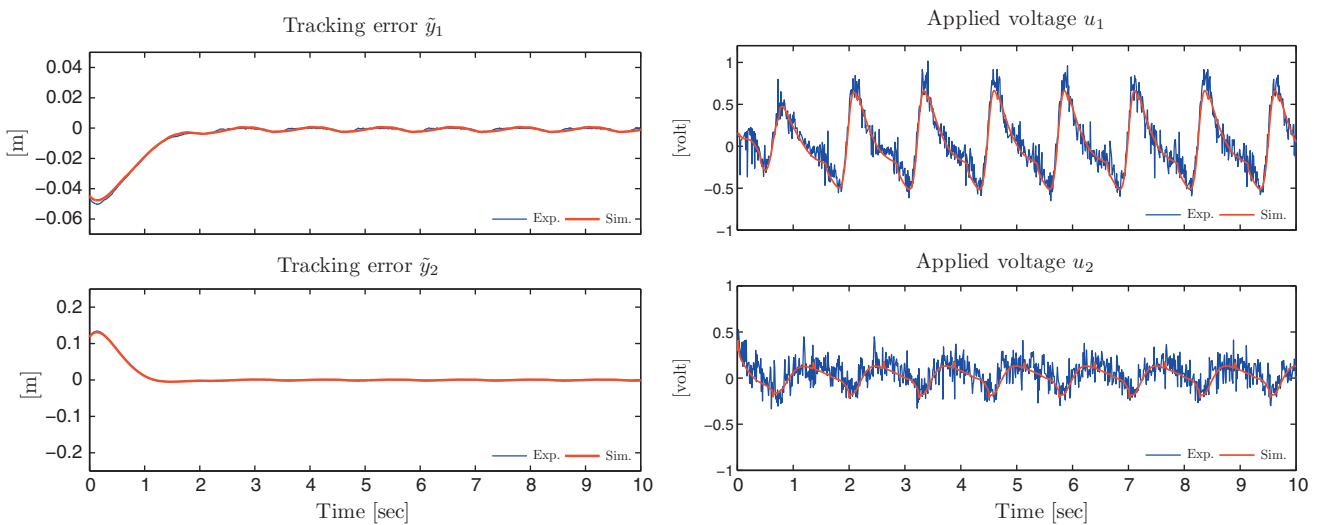 Tracking error ỹ₁
0.04
0.02
0
−0.02
−0.04
−0.06
[m]
Exp. Sim.
Tracking error ỹ₂
0.2
0.1
0
−0.1
−0.2
[m]
Exp. Sim.
0 1 2 3 4 5 6 7 8 9 10
Time [sec]
Applied voltage u₁
1
0.5
0
−0.5
−1
[volt]
Exp. Sim.
Applied voltage u₂
1
0.5
0
−0.5
−1
[volt]
Exp. Sim.
0 1 2 3 4 5 6 7 8 9 10
Time [sec]